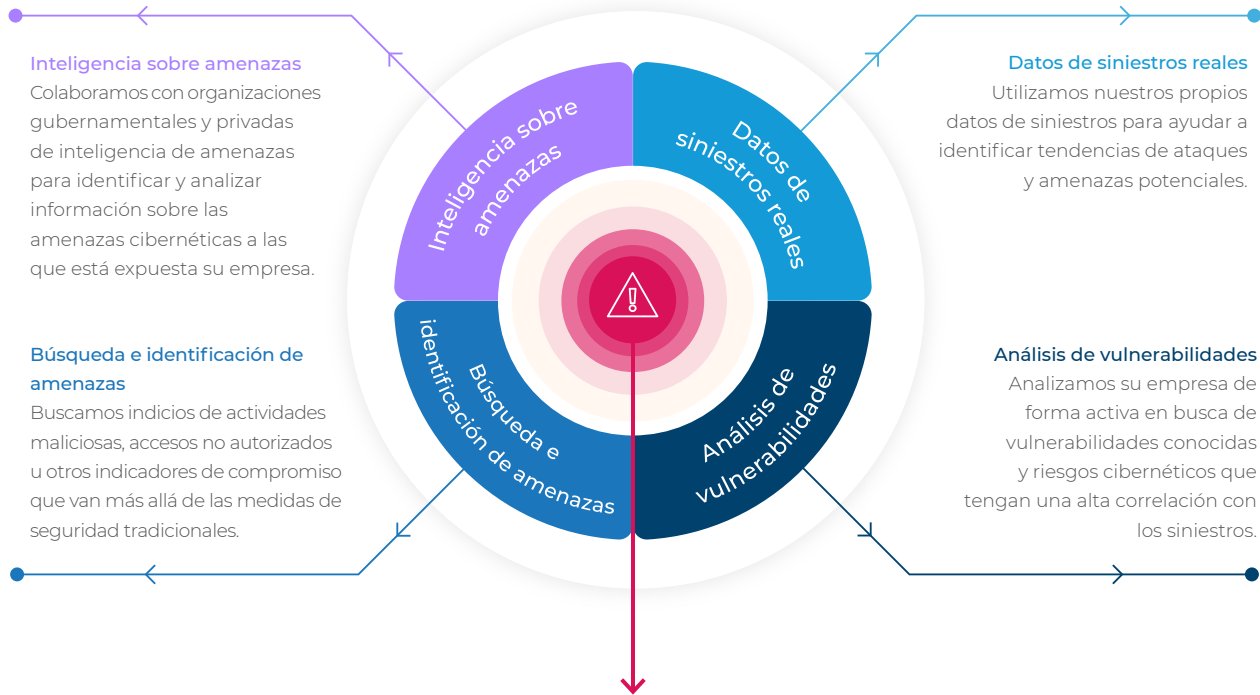 Inteligencia sobre amenazas
Colaboramos con organizaciones
gubernamentales y privadas
de inteligencia de amenazas
para identificar y analizar
información sobre las
amenazas cibernéticas a las
que está expuesta su empresa.
Inteligencia sobre
amenazas
Datos de
siniestros reales
Datos de siniestros reales
Utilizamos nuestros propios
datos de siniestros para ayudar a
identificar tendencias de ataques
y amenazas potenciales.
Búsqueda e identificación de
amenazas
Buscamos indicios de actividades
maliciosas, accesos no autorizados
u otros indicadores de compromiso
que van más allá de las medidas de
seguridad tradicionales.
Búsqueda e
identificación de amenazas
Análisis de
vulnerabilidades
Análisis de vulnerabilidades
Analizamos su empresa de
forma activa en busca de
vulnerabilidades conocidas
y riesgos cibernéticos que
tengan una alta correlación con
los siniestros.